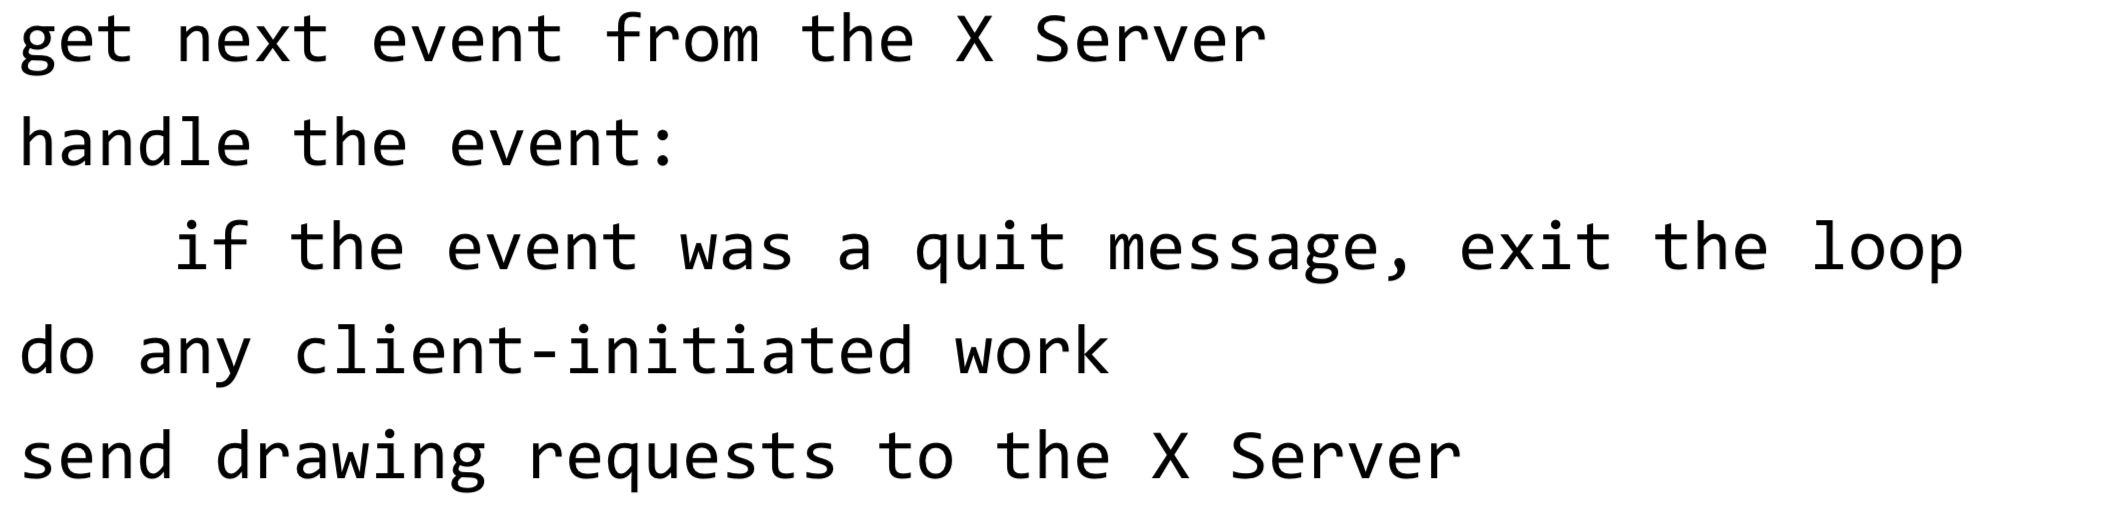 get next event from the X Server
handle the event:
    if the event was a quit message, exit the loop
do any client-initiated work
send drawing requests to the X Server